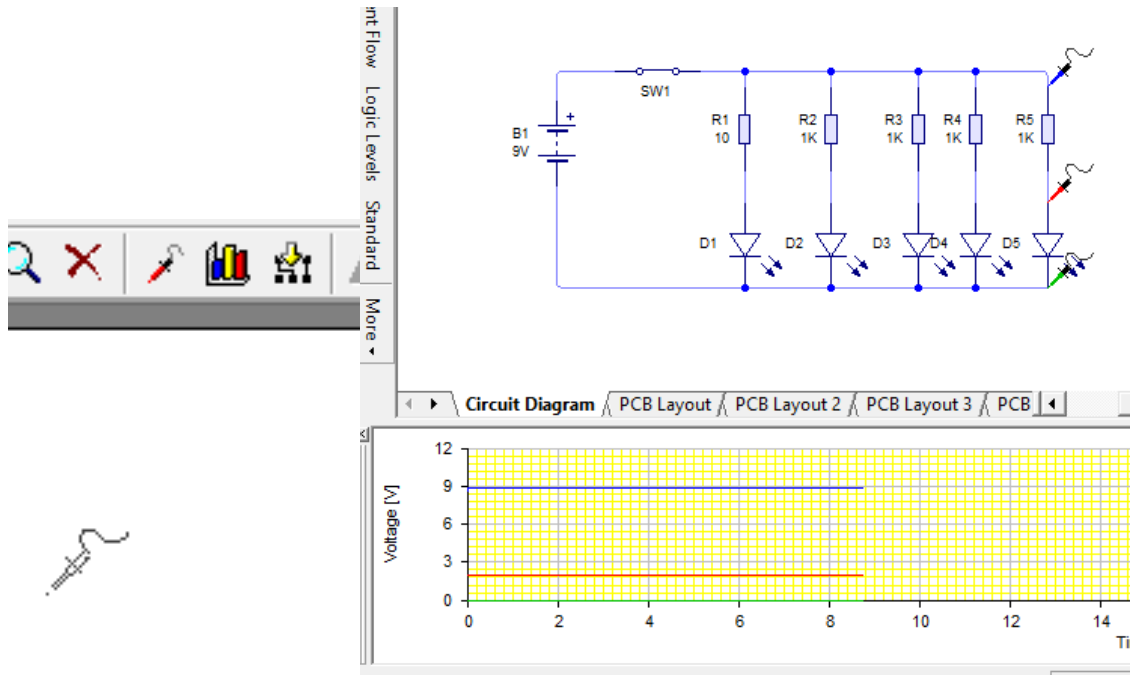 nt Flow
Logic Levels
Standard
More
SW1
B1
9V
R1
10
R2
1K
R3
1K
R4
1K
R5
1K
D1
D2
D3
D4
D5
Circuit Diagram
PCB Layout
PCB Layout 2
PCB Layout 3
PCB
Voltage [V]
12
9
6
3
0
0
2
4
6
8
10
12
14
Ti